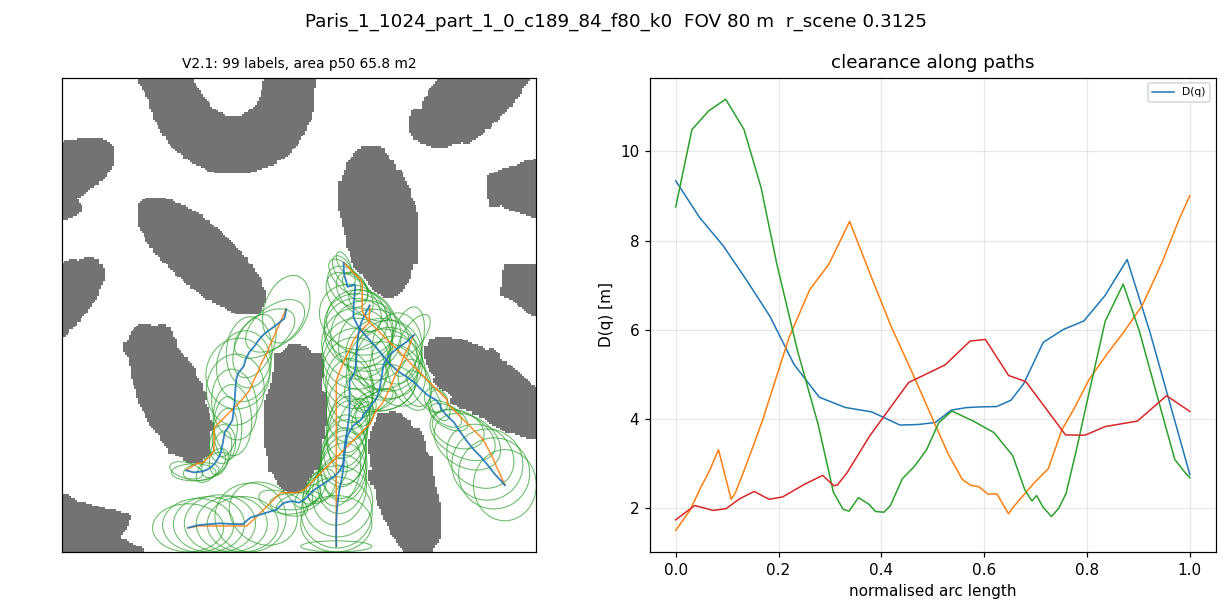 Paris_1_1024_part_1_0_c189_84_f80_k0  FOV 80 m  r_scene 0.3125
V2.1: 99 labels, area p50 65.8 m2
clearance along paths
D(q)
D(q) [m]
10
8
6
4
2
0.0
0.2
0.4
0.6
0.8
1.0
normalised arc length